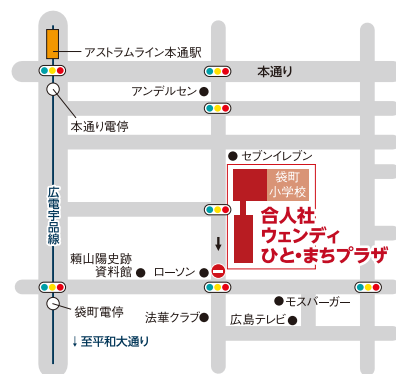 アストラムライン本通駅
本通り
アンデルセン
本通り電停
セブンイレブン
袋町
小学校
合人社
ウェンディ
ひと・まちプラザ
広電宇品線
頼山陽史跡
資料館
ローソン
モスバーガー
袋町電停
法華クラブ
広島テレビ
↓至平和大通り